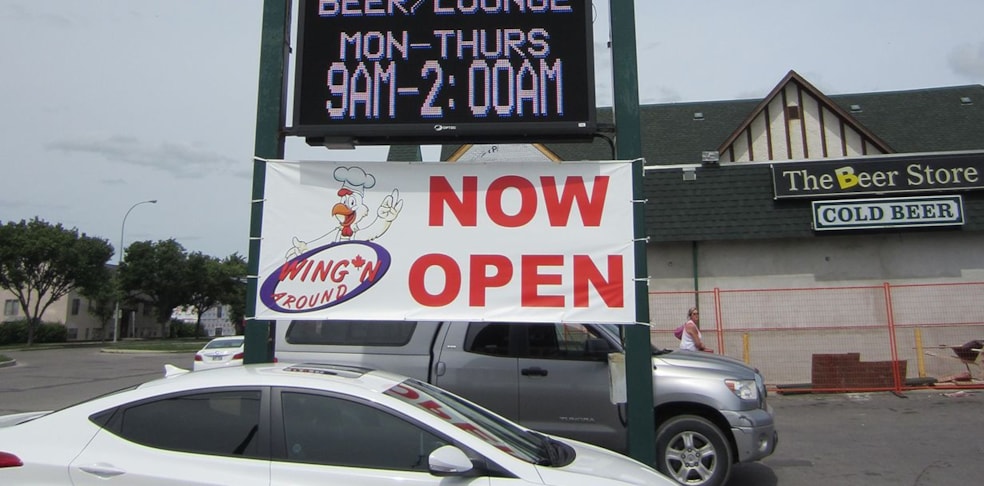 BEER/LOUNGE
MON-THURS
9AM-2:00AM
NOW
OPEN
WING'N
AROUND
The Beer Store
COLD BEER